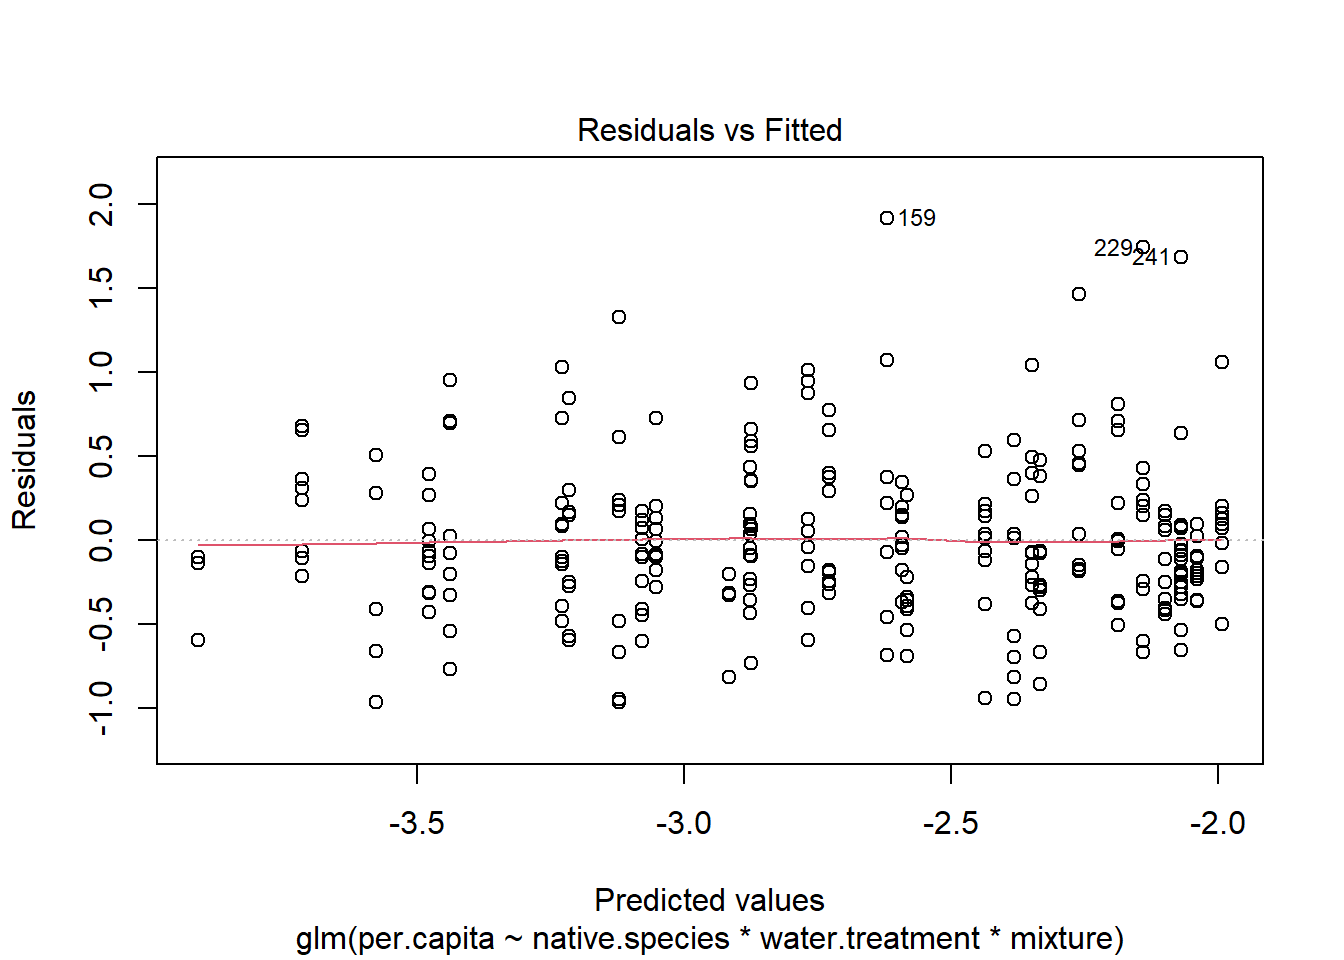 Residuals vs Fitted
Residuals
2.0
1.5
1.0
0.5
0.0
-0.5
-1.0
159
229
241
-3.5 -3.0 -2.5 -2.0
Predicted values
glm(per.capita ~ native.species * water.treatment * mixture)